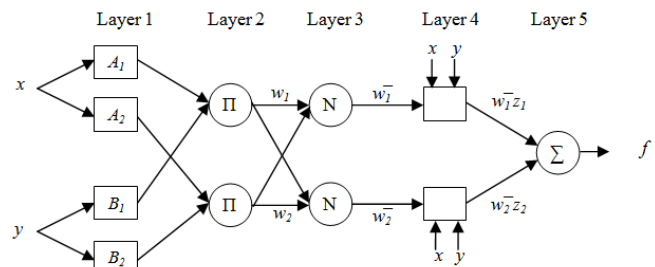 Layer 1 Layer 2 Layer 3 Layer 4 Layer 5
x y
A₁
w₁ w̄₁ w̄₁z₁
x Π N
A₂
Σ f
B₁
Π N
y w₂ w̄₂ w̄₂z₂
B₂
x y